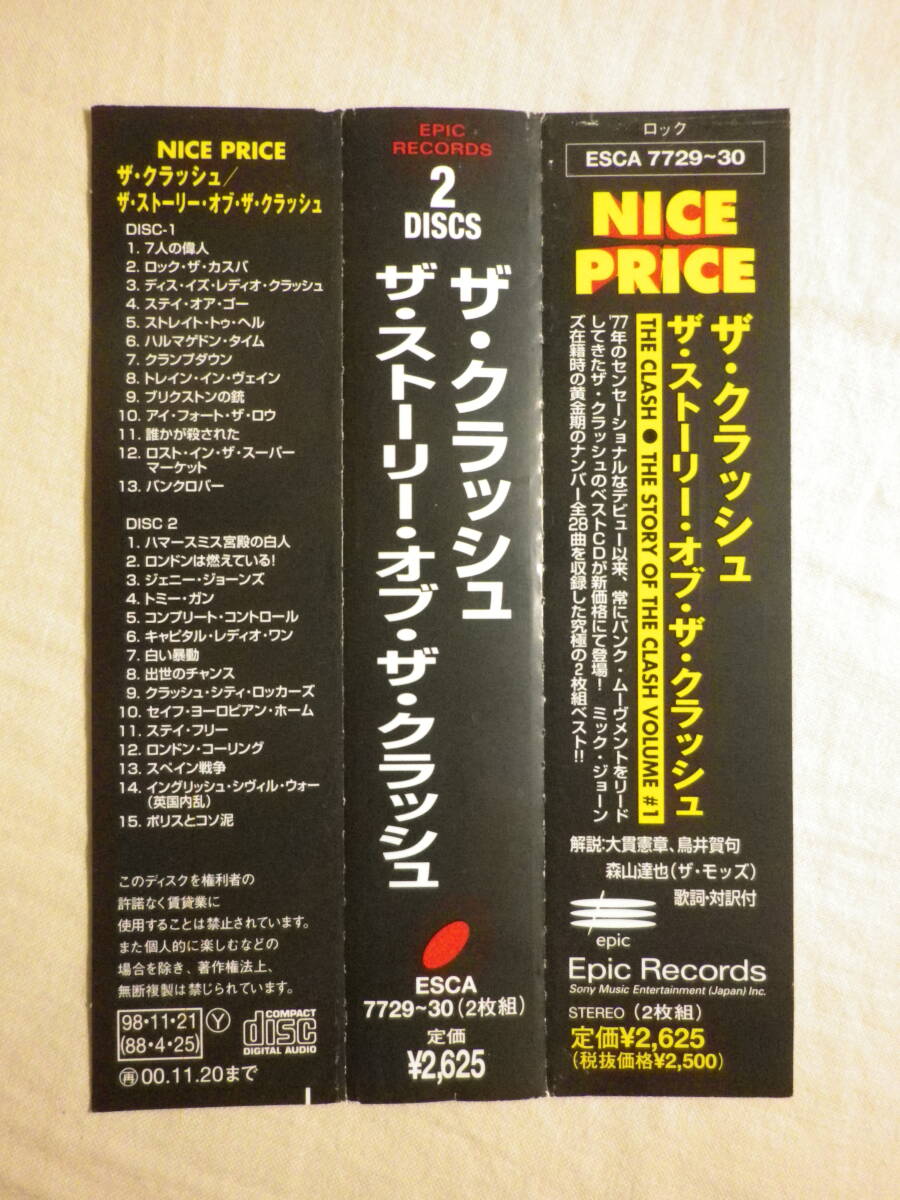 NICE PRICE
ザ・クラッシュ/
ザ・ストーリー・オブ・ザ・クラッシュ
DISC-1
1. 7人の偉人
2. ロック・ザ・カスバ
3. ディス・イズ・レディオ・クラッシュ
4. ステイ・オア・ゴー
5. ストレイト・トゥ・ヘル
6. ハルマゲドン・タイム
7. クランプダウン
8. トレイン・イン・ヴェイン
9. ブリクストンの銃
10. アイ・フォート・ザ・ロウ
11. 誰かが殺された
12. ロスト・イン・ザ・スーパー
マーケット
13. バンクロバー
DISC 2
1. ハマースミス宮殿の白人
2. ロンドンは燃えている!
3. ジェニー・ジョーンズ
4. トミー・ガン
5. コンプリート・コントロール
6. キャピタル・レディオ・ワン
7. 白い暴動
8. 出世のチャンス
9. クラッシュ・シティ・ロッカーズ
10. セイフ・ヨーロピアン・ホーム
11. ステイ・フリー
12. ロンドン・コーリング
13. スペイン戦争
14. イングリッシュ・シヴィル・ウォー
(英国内乱)
15. ポリスとコソ泥
このディスクを権利者の
許諾なく賃貸業に
使用することは禁止されています。
また個人的に楽しむなどの
場合を除き、著作権法上、
無断複製は禁じられています。
98・11・21
(88・4・25)
Ⓨ
COMPACT
disc
DIGITAL AUDIO
㊢00.11.20まで
EPIC
RECORDS
2
DISCS
ザ・クラッシュ
ザ・ストーリー・オブ・ザ・クラッシュ
ESCA
7729~30(2枚組)
定価
¥2,625
ロック
ESCA 7729~30
NICE
PRICE
ザ・クラッシュ
ザ・ストーリー・オブ・ザ・クラッシュ
THE CLASH ● THE STORY OF THE CLASH VOLUME #1
'77年のセンセーショナルなデビュー以来、常にパンク・ムーヴメントをリード
してきたザ・クラッシュのベストCDが新価格にて登場! ミック・ジョーン
ズ在籍時の黄金期のナンバー全28曲を収録した究極の2枚組ベスト!!
解説:大貫憲章、鳥井賀句
森山達也(ザ・モッズ)
歌詞・対訳付
epic
Epic Records
Sony Music Entertainment (Japan) Inc.
STEREO (2枚組)
定価¥2,625
(税抜価格¥2,500)